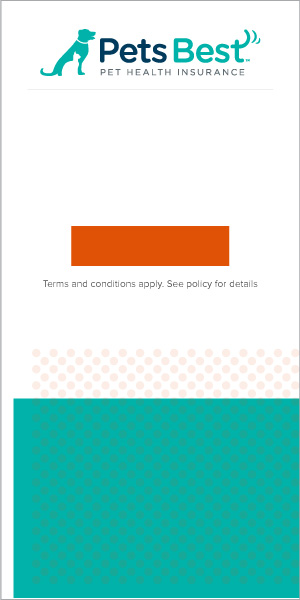 Pets Best
PET HEALTH INSURANCE
Terms and conditions apply. See policy for details